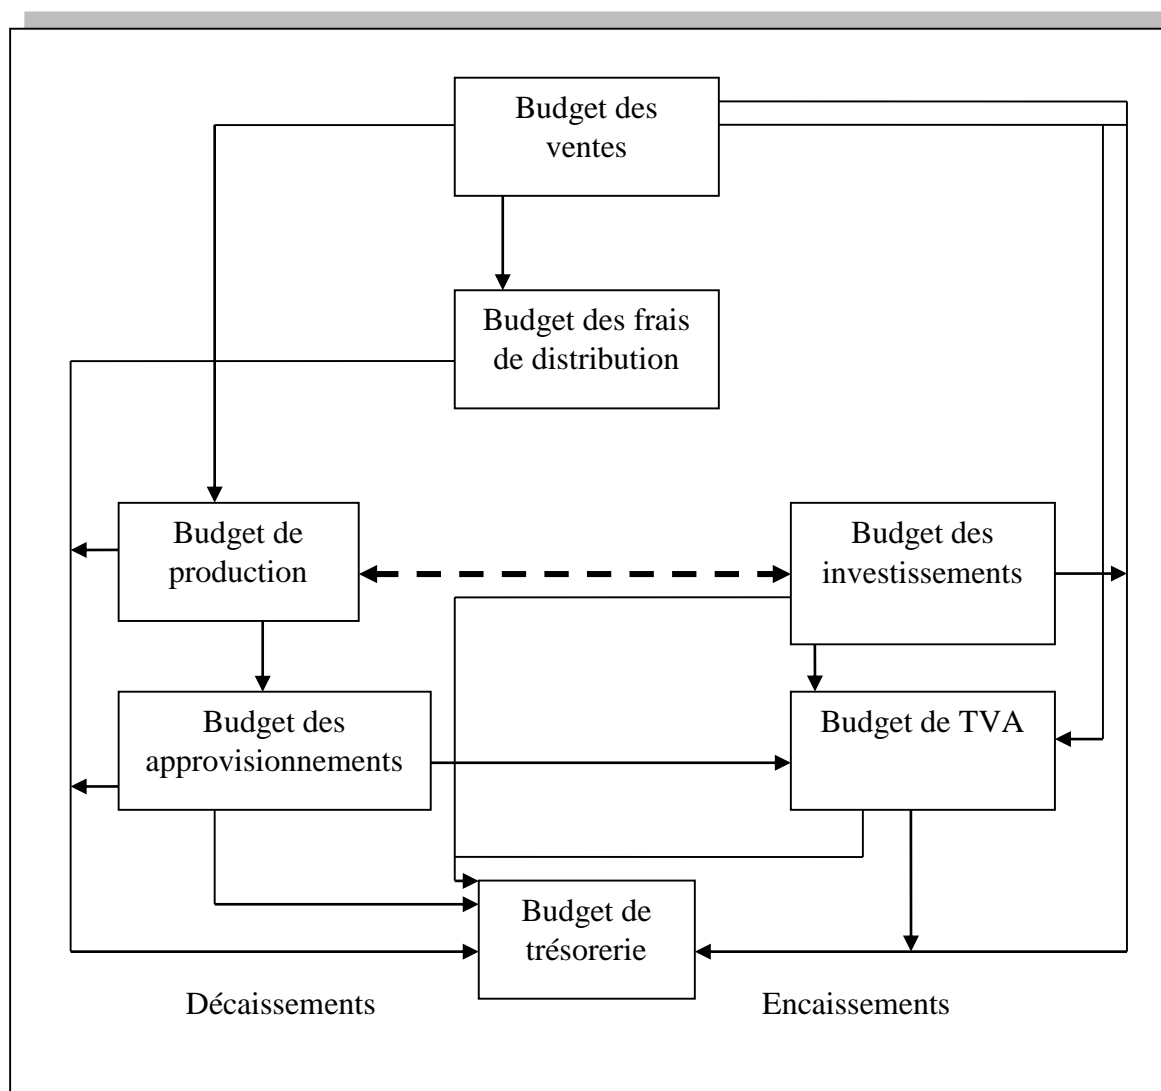 Budget des
ventes
Budget des frais
de distribution
Budget de
production
Budget des
investissements
Budget des
approvisionnements
Budget de TVA
Budget de
trésorerie
Décaissements
Encaissements